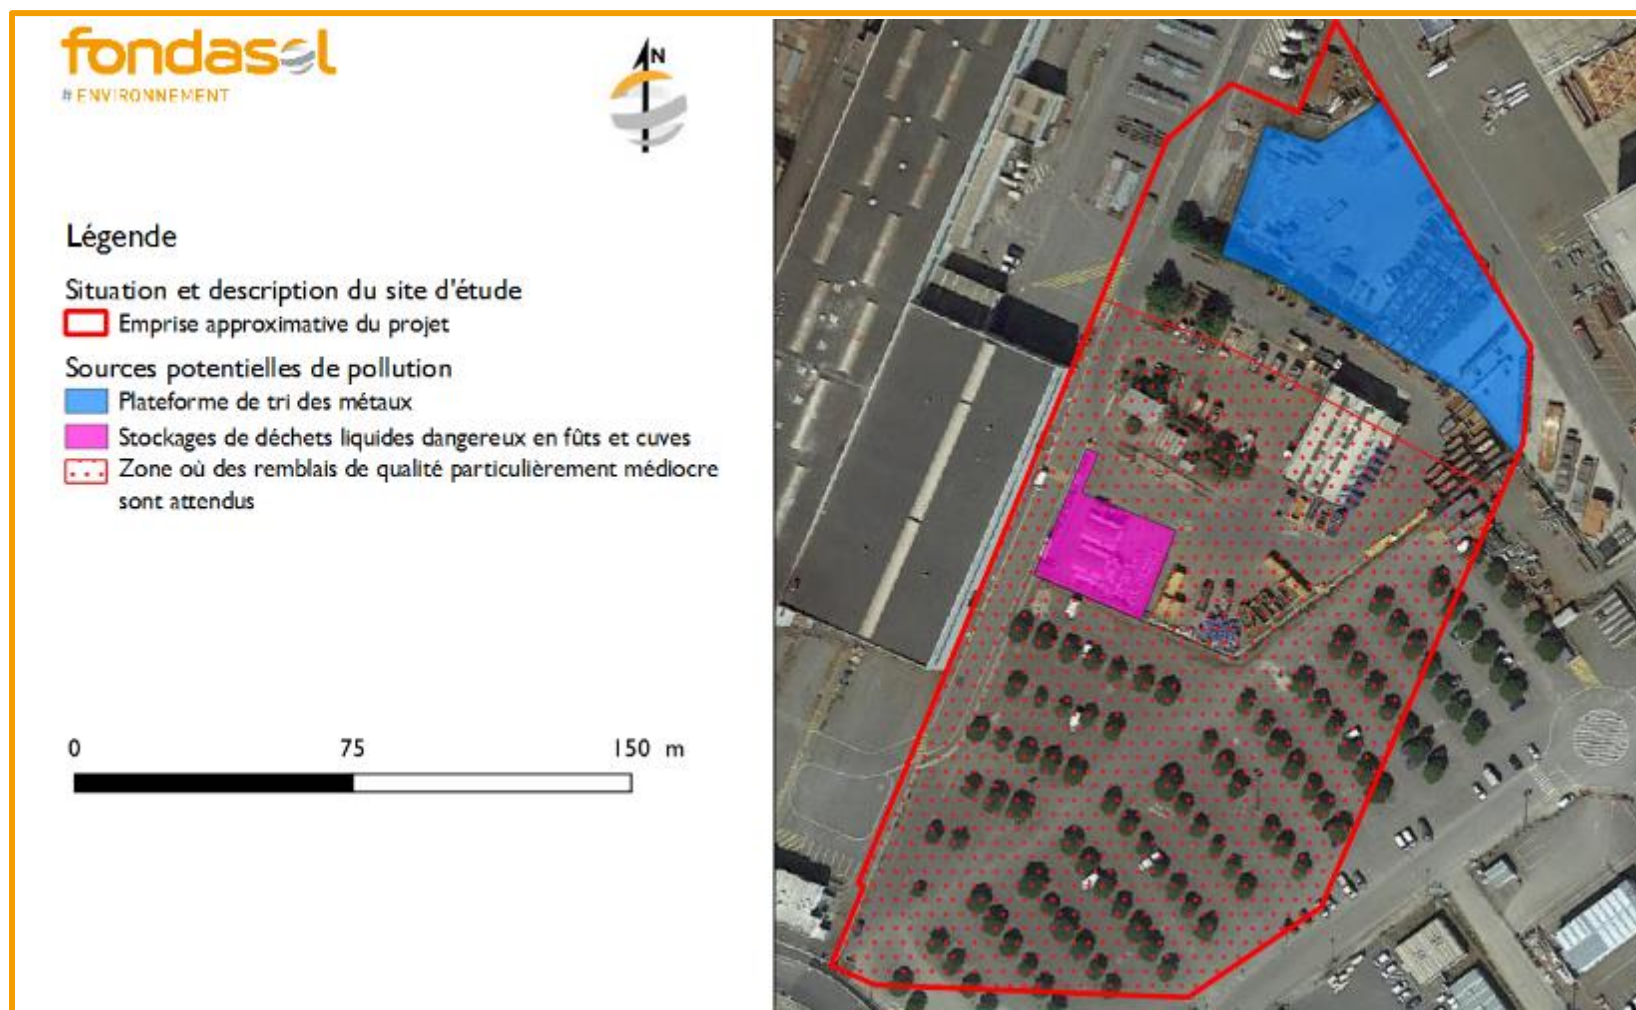 fondasol
# ENVIRONNEMENT
N
Légende
Situation et description du site d'étude
Emprise approximative du projet
Sources potentielles de pollution
Plateforme de tri des métaux
Stockages de déchets liquides dangereux en fûts et cuves
Zone où des remblais de qualité particulièrement médiocre
sont attendus
0 75 150 m